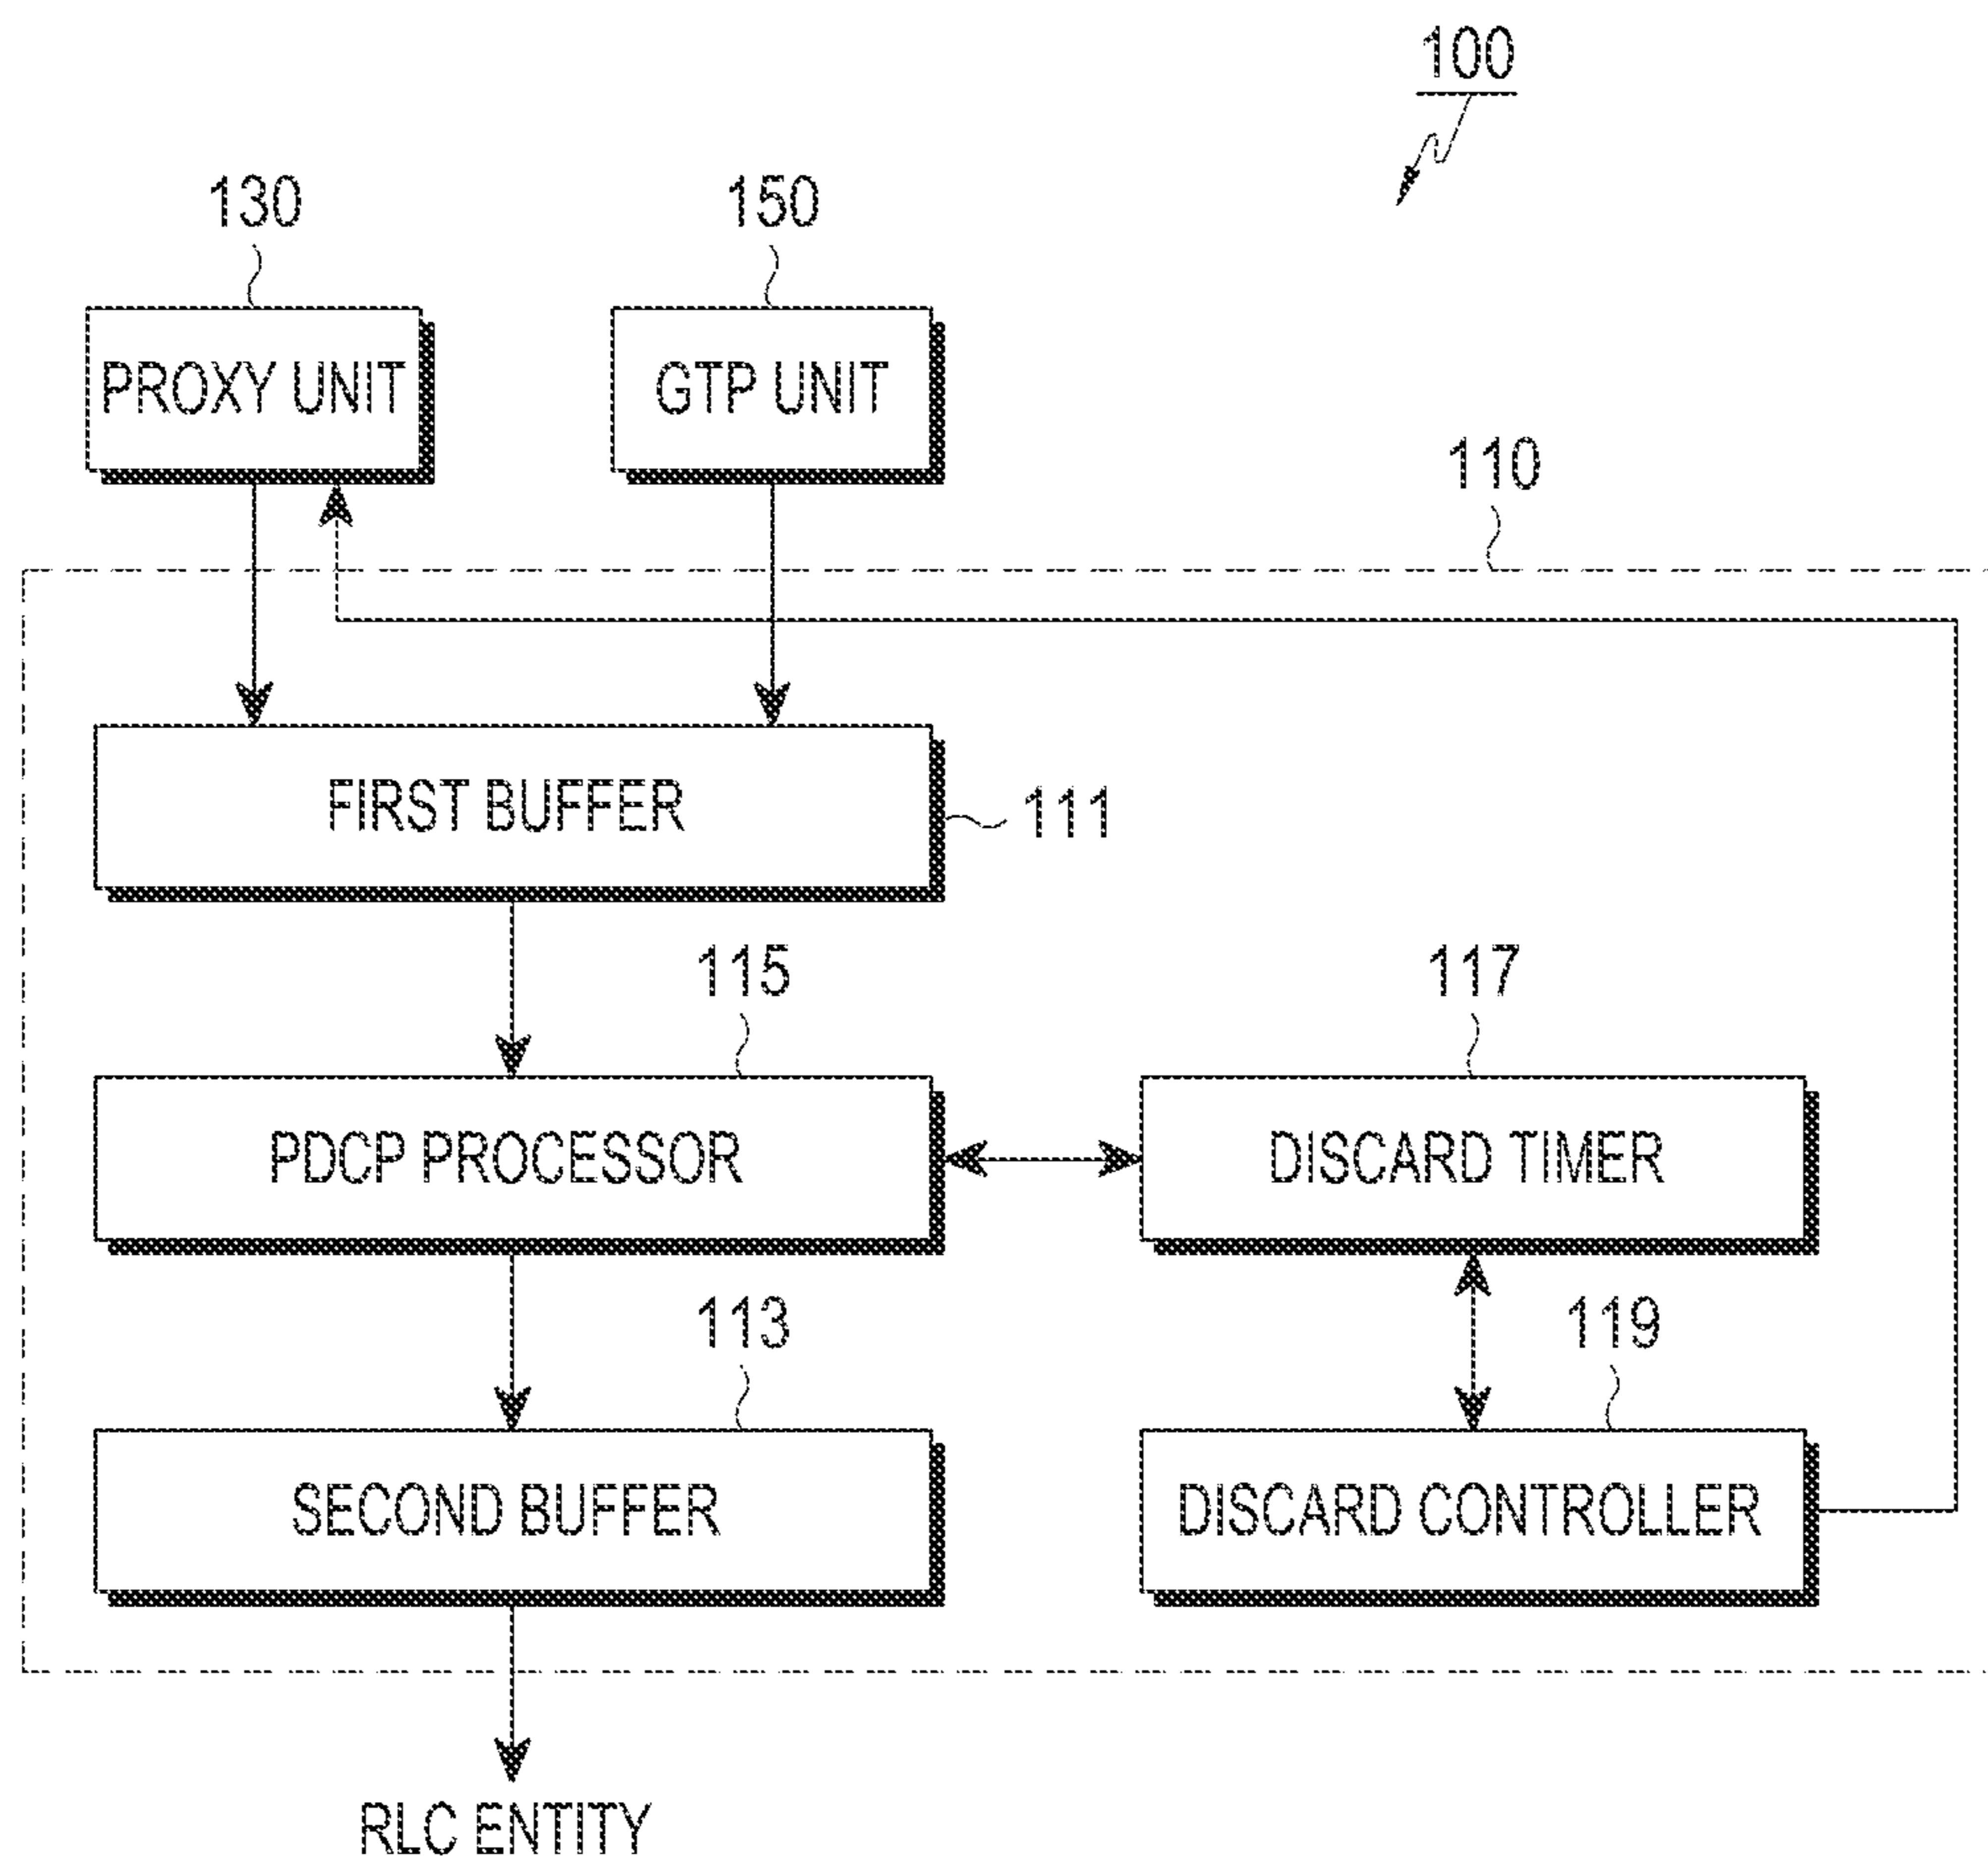 100
130
150
PROXY UNIT
GTP UNIT
110
FIRST BUFFER
111
115
117
PDCP PROCESSOR
DISCARD TIMER
113
119
SECOND BUFFER
DISCARD CONTROLLER
RLC ENTITY